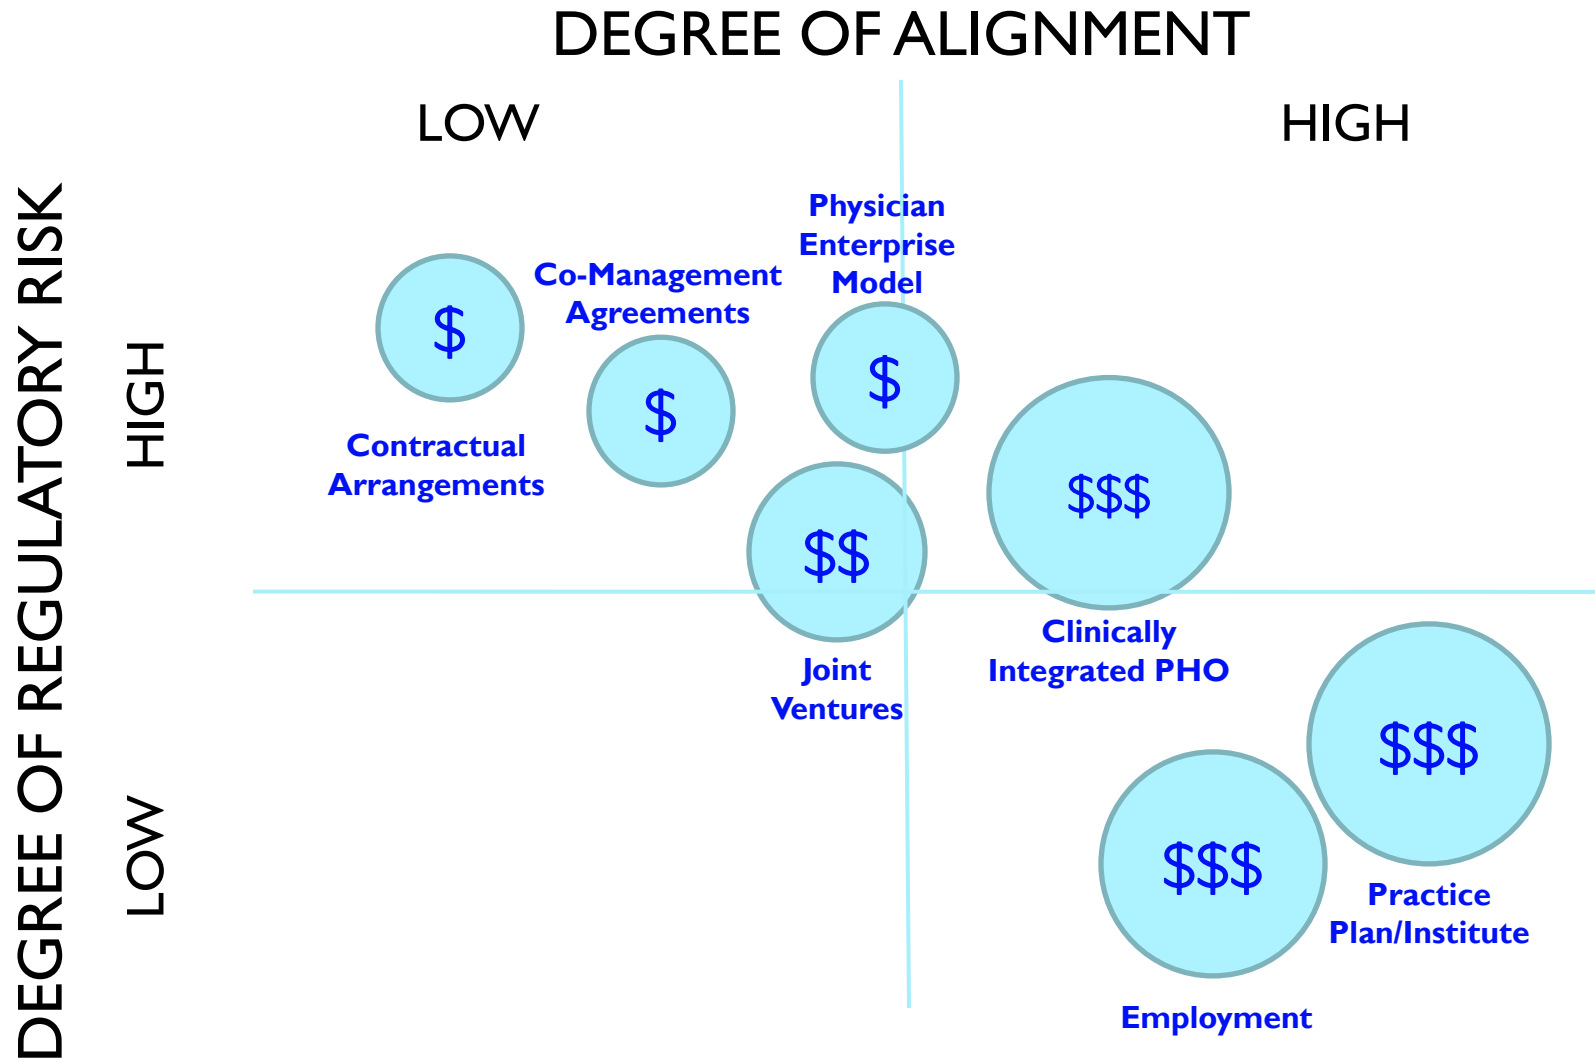 DEGREE OF ALIGNMENT
LOW
HIGH
DEGREE OF REGULATORY RISK
HIGH
LOW
Physician
Enterprise
Model
Co-Management
Agreements
$
$
$
Contractual
Arrangements
$$$
$$
Clinically
Integrated PHO
Joint
Ventures
$$$
$$$
Practice
Plan/Institute
Employment